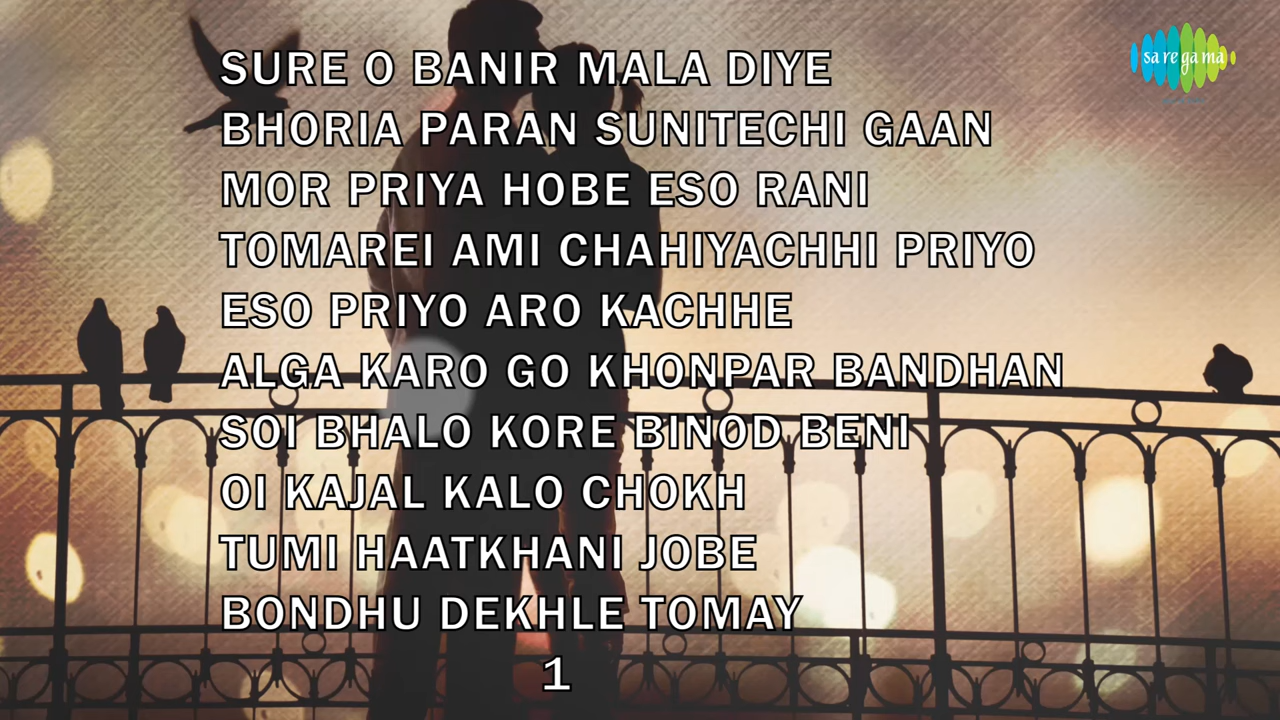 saregama
SURE O BANIR MALA DIYE
BHORIA PARAN SUNITECHI GAAN
MOR PRIYA HOBE ESO RANI
TOMAREI AMI CHAHIYACHHI PRIYO
ESO PRIYO ARO KACHHE
ALGA KARO GO KHONPAR BANDHAN
SOI BHALO KORE BINOD BENI
OI KAJAL KALO CHOKH
TUMI HAATKHANI JOBE
BONDHU DEKHLE TOMAY
1